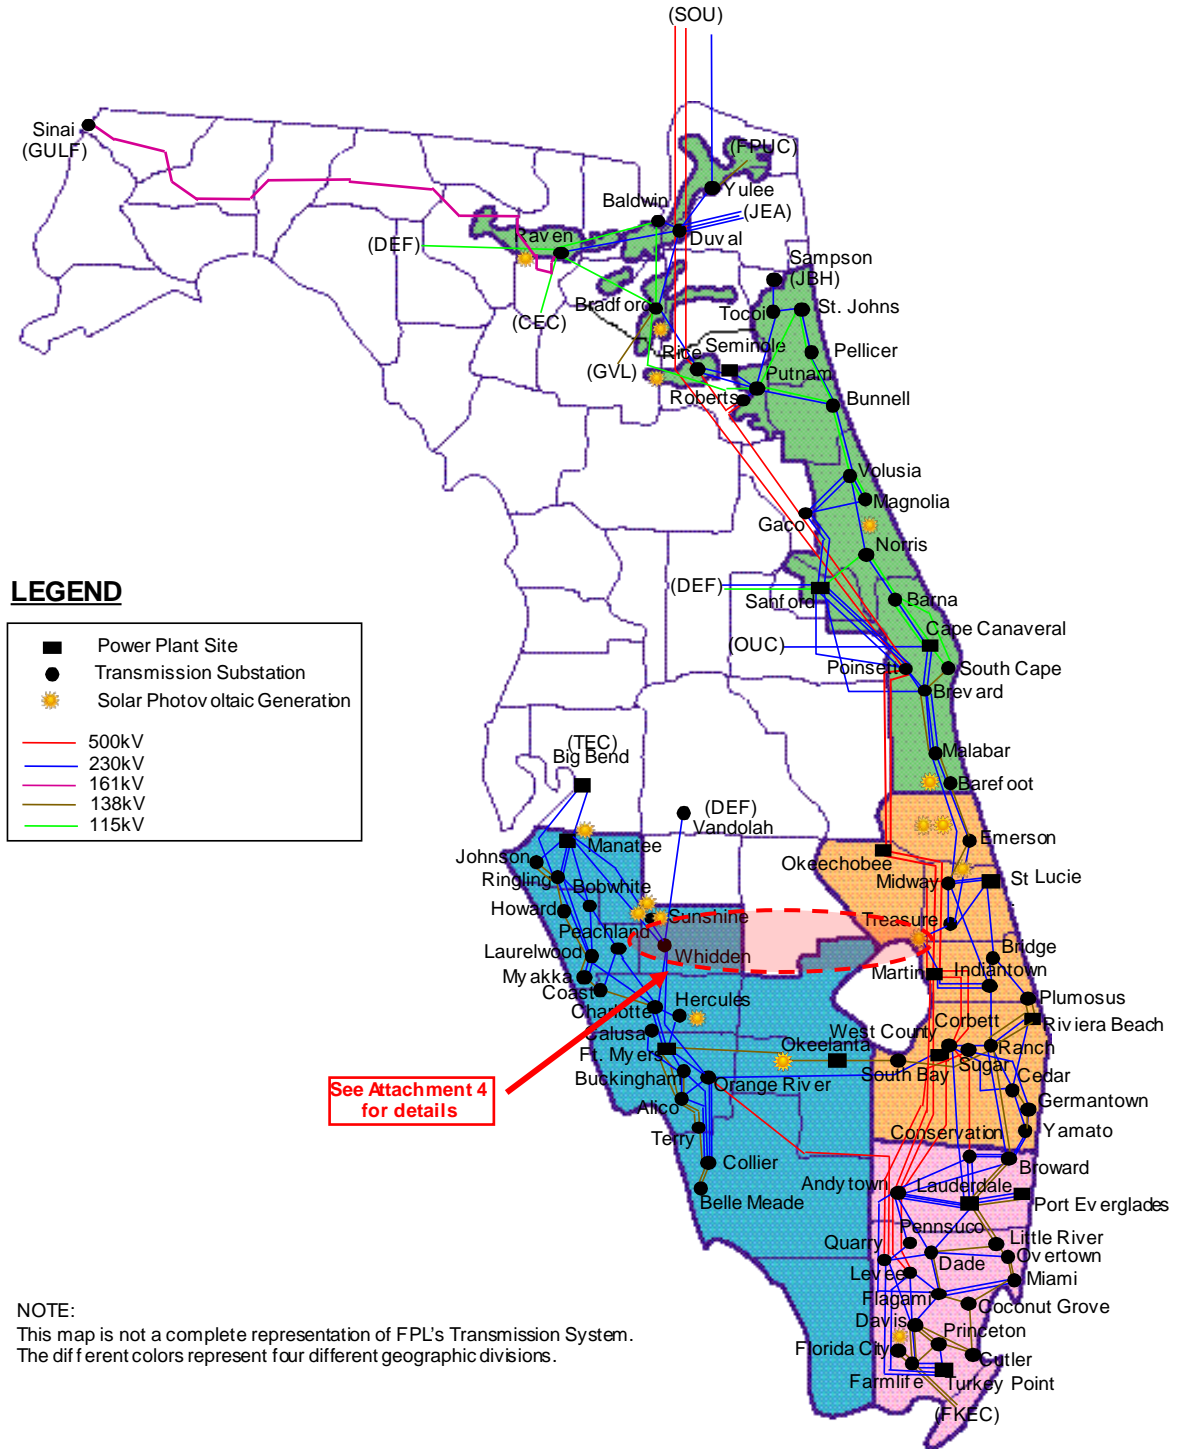 (SOU)
Sinai
(GULF)
(FPUC)
Yulee
Baldwin
(JEA)
Duval
Raven
(DEF)
Sampson
(JBH)
Bradford
Tocoi
St. Johns
(CEC)
Rice
Seminole
Pellicer
(GVL)
Putnam
Roberts
Bunnell
Volusia
Magnolia
Gaco
Norris
LEGEND
(DEF)
Sanford
Barna
Power Plant Site
Cape Canaveral
(OUC)
Transmission Substation
Poinsett
South Cape
Solar Photovoltaic Generation
Brevard
500kV
230kV
161kV
138kV
115kV
(TEC)
Big Bend
Malabar
Barefoot
(DEF)
Vandolah
Manatee
Emerson
Johnson
Okeechobee
Ringling
Bobwhite
Midway
St Lucie
Howard
Sunshine
Treasure
Peachland
Laurelwood
Whidden
Bridge
Myakka
Martin
Indiantown
Coast
Hercules
Plumosus
Charlotte
West County
Corbett
Riviera Beach
Calusa
Okeelanta
Ft. Myers
Ranch
South Bay
Sugar
Buckingham
Orange River
Cedar
See Attachment 4
for details
Alico
Germantown
Terry
Conservation
Yamato
Collier
Broward
Andytown
Lauderdale
Belle Meade
Port Everglades
Pennsuco
Quarry
Little River
Dade
Overtown
Levee
Miami
Flagami
Coconut Grove
NOTE:
This map is not a complete representation of FPL's Transmission System.
The different colors represent four different geographic divisions.
Davis
Princeton
Florida City
Cutler
Farmlife
Turkey Point
(FKEC)